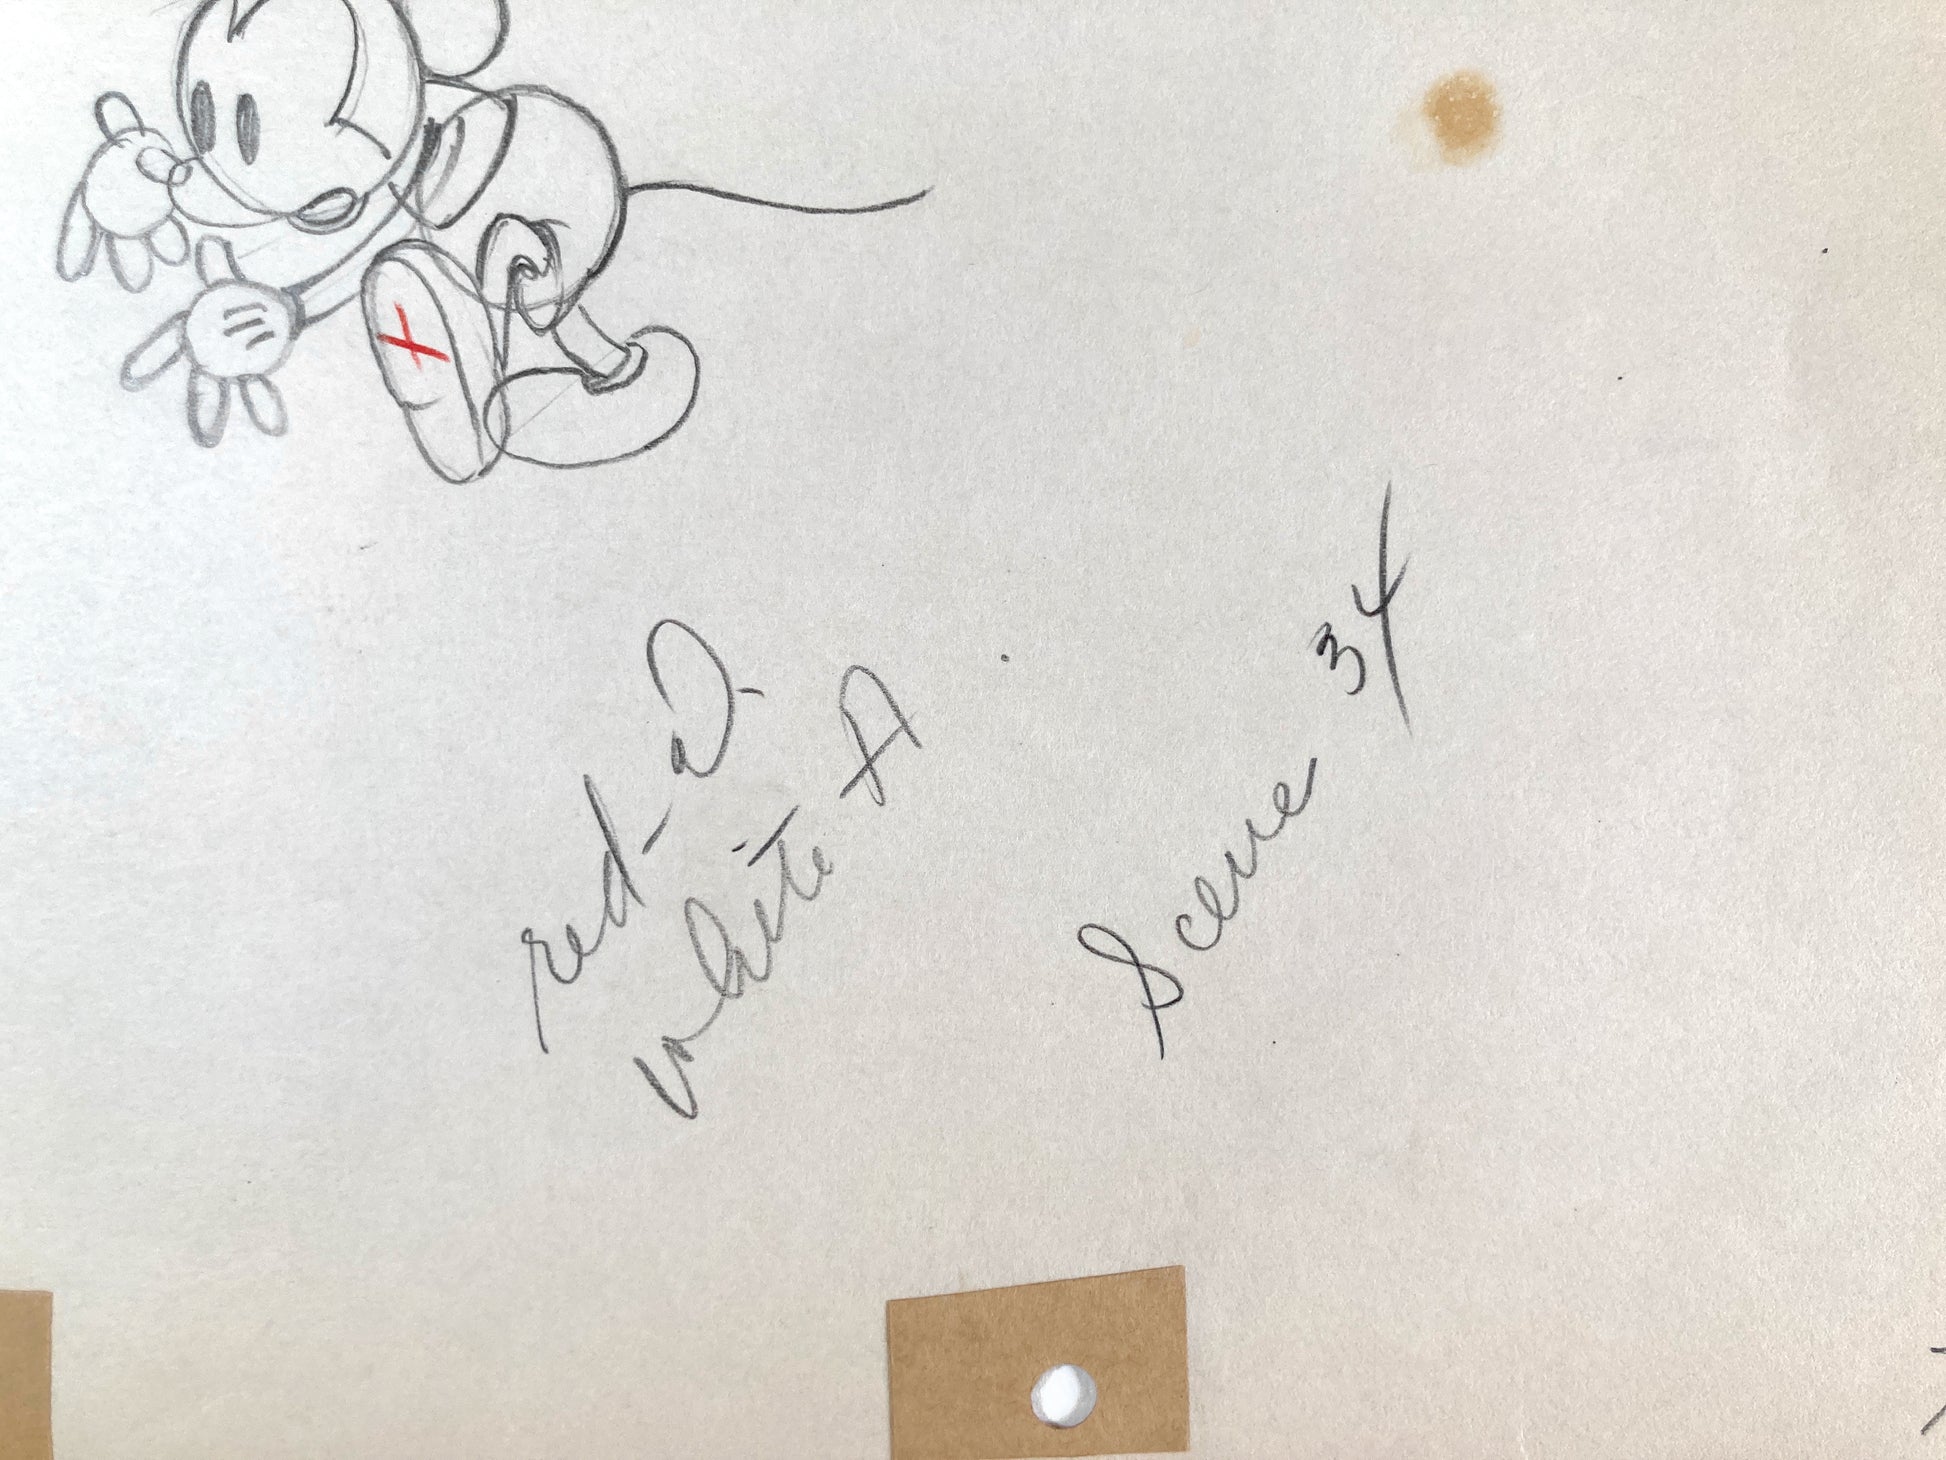 red - D.
white A
Scene 34